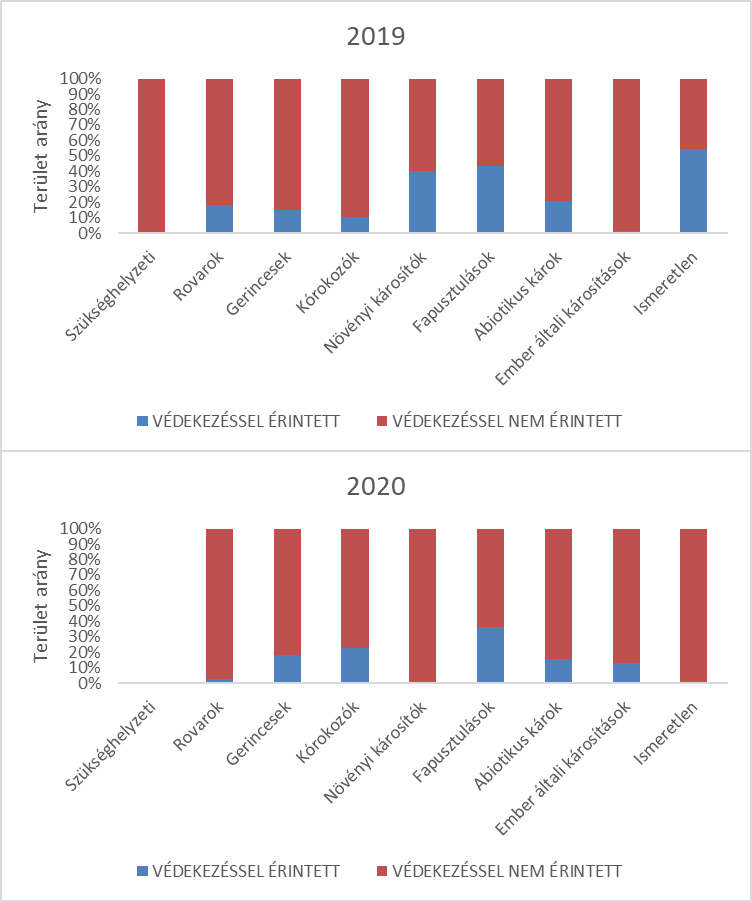 2019
Terület arány
100%
90%
80%
70%
60%
50%
40%
30%
20%
10%
0%
Szükséghelyzeti
Rovarok
Gerincesek
Kórokozók
Növényi károsítók
Fapusztulások
Abiotikus károk
Ember általi károsítások
Ismeretlen
VÉDEKEZÉSSEL ÉRINTETT VÉDEKEZÉSSEL NEM ÉRINTETT
2020
Terület arány
100%
90%
80%
70%
60%
50%
40%
30%
20%
10%
0%
Szükséghelyzeti
Rovarok
Gerincesek
Kórokozók
Növényi károsítók
Fapusztulások
Abiotikus károk
Ember általi károsítások
Ismeretlen
VÉDEKEZÉSSEL ÉRINTETT VÉDEKEZÉSSEL NEM ÉRINTETT